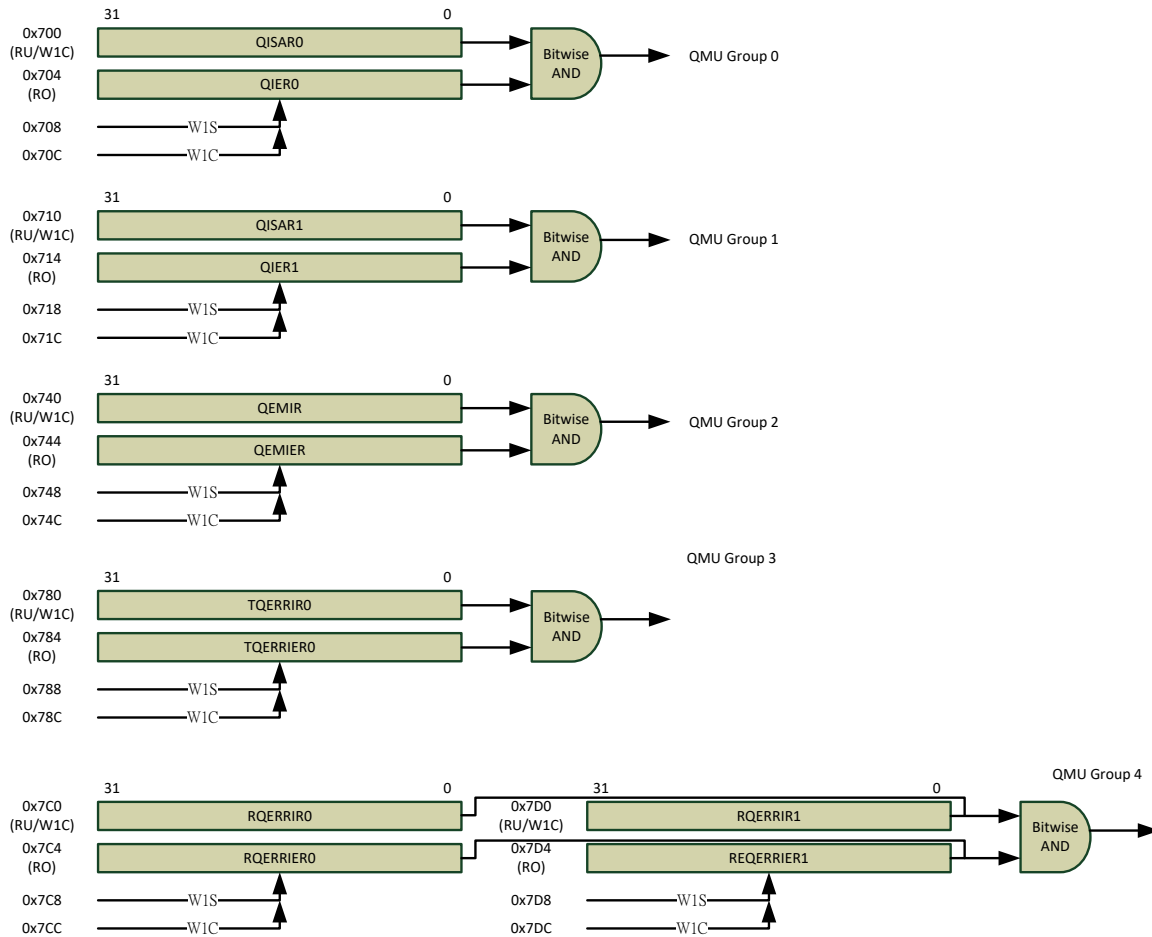 31 0
0x700
(RU/W1C)
QISAR0
0x704
(RO)
QIER0
Bitwise
AND
QMU Group 0
0x708
W1S
0x70C
W1C
31 0
0x710
(RU/W1C)
QISAR1
0x714
(RO)
QIER1
Bitwise
AND
QMU Group 1
0x718
W1S
0x71C
W1C
31 0
0x740
(RU/W1C)
QEMIR
0x744
(RO)
QEMIER
Bitwise
AND
QMU Group 2
0x748
W1S
0x74C
W1C
QMU Group 3
31 0
0x780
(RU/W1C)
TQERRIR0
0x784
(RO)
TQERRIER0
Bitwise
AND
0x788
W1S
0x78C
W1C
QMU Group 4
31 0
0x7C0
(RU/W1C)
RQERRIR0
0x7C4
(RO)
RQERRIER0
0x7C8
W1S
0x7CC
W1C
31 0
0x7D0
(RU/W1C)
RQERRIR1
0x7D4
(RO)
REQERRIER1
Bitwise
AND
0x7D8
W1S
0x7DC
W1C